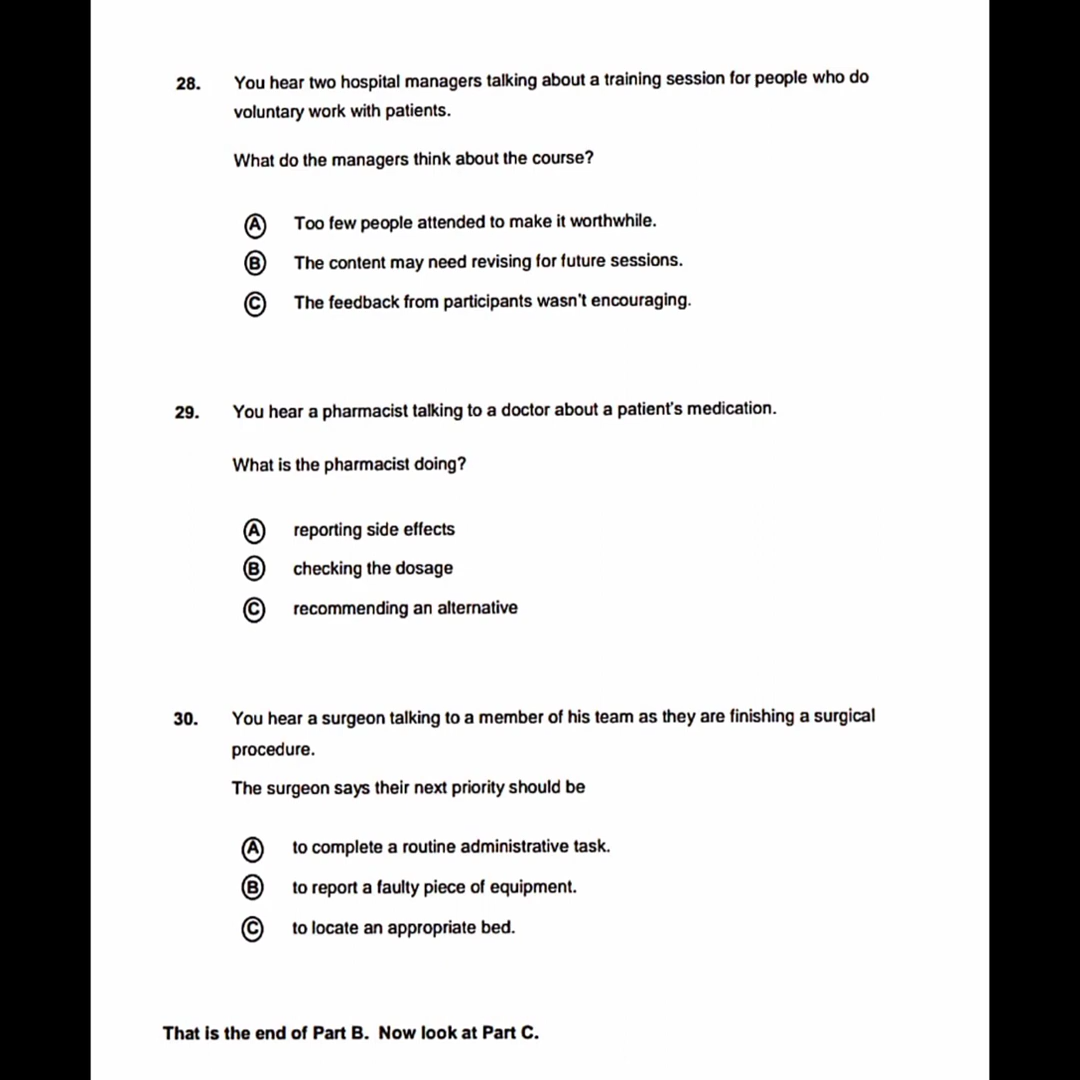 28. You hear two hospital managers talking about a training session for people who do
voluntary work with patients.
What do the managers think about the course?
A Too few people attended to make it worthwhile.
B The content may need revising for future sessions.
C The feedback from participants wasn't encouraging.
29. You hear a pharmacist talking to a doctor about a patient's medication.
What is the pharmacist doing?
A reporting side effects
B checking the dosage
C recommending an alternative
30. You hear a surgeon talking to a member of his team as they are finishing a surgical
procedure.
The surgeon says their next priority should be
A to complete a routine administrative task.
B to report a faulty piece of equipment.
C to locate an appropriate bed.
That is the end of Part B. Now look at Part C.